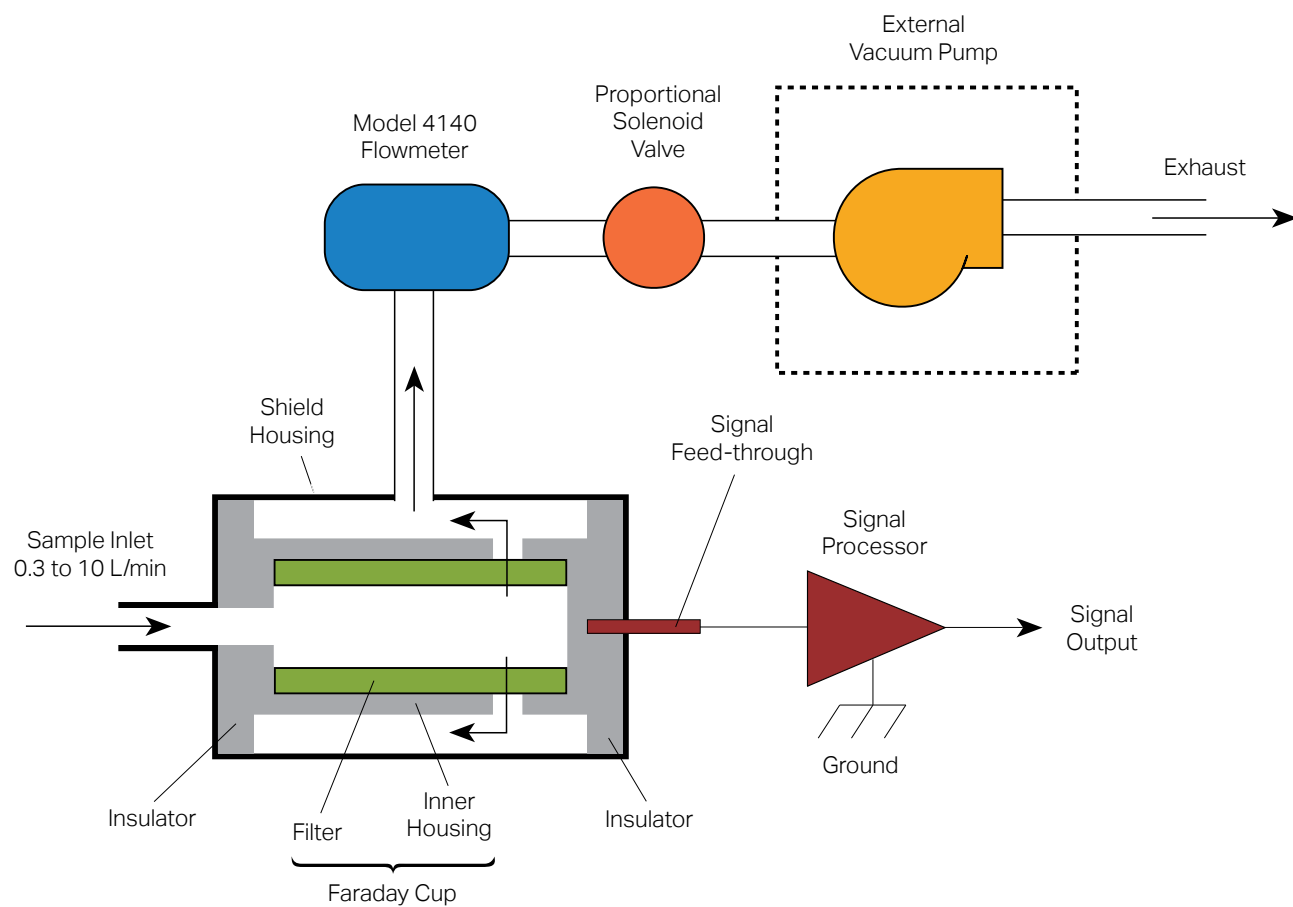 External
Vacuum Pump
Proportional
Solenoid
Valve
Model 4140
Flowmeter
Exhaust
Shield
Housing
Signal
Feed-through
Signal
Processor
Sample Inlet
0.3 to 10 L/min
Signal
Output
Ground
Insulator
Filter
Inner
Housing
Insulator
Faraday Cup